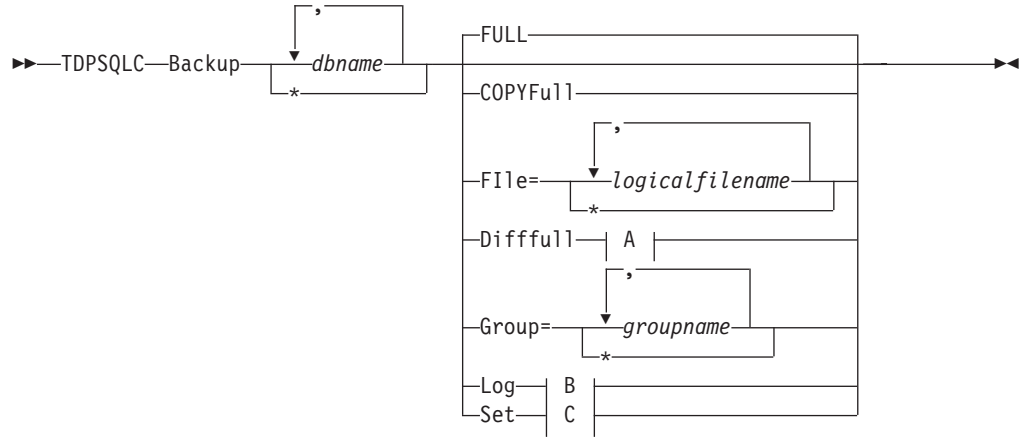 ,
FULL
TDPSQLC Backup dbname
*
COPYFull
,
FIle= logicalfilename
*
Difffull A
,
Group= groupname
*
Log B
Set C